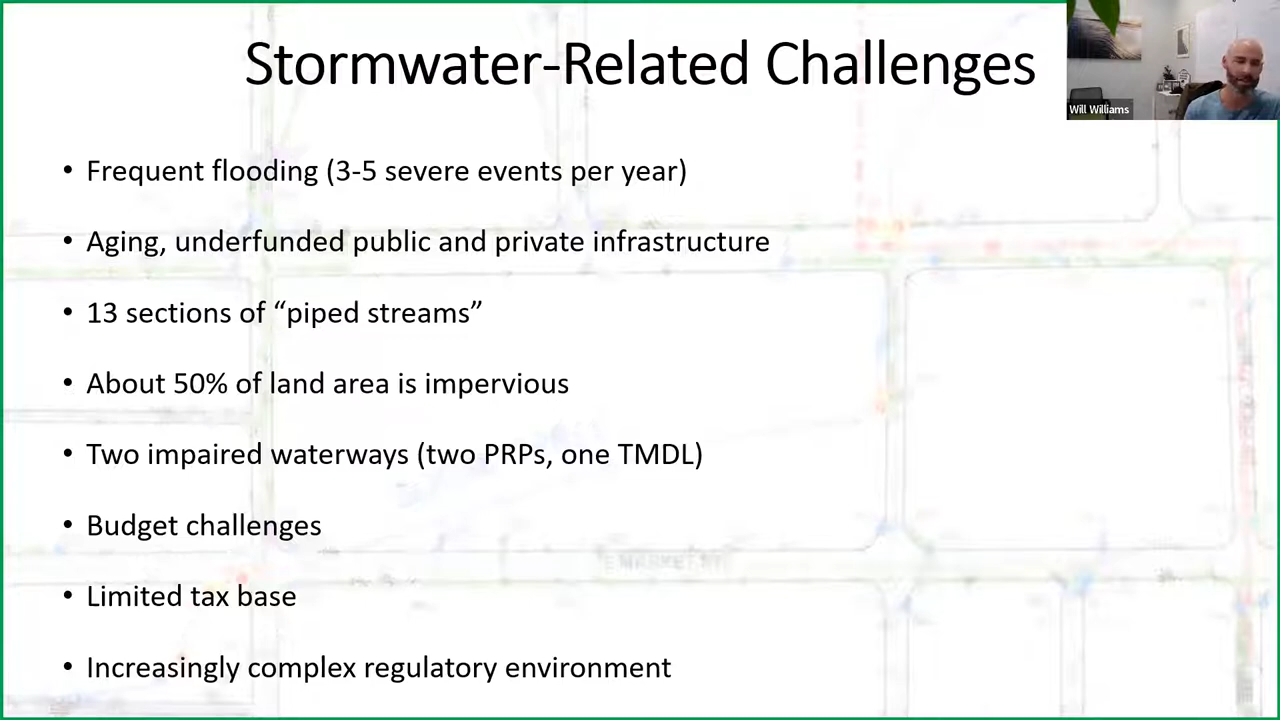 Stormwater-Related Challenges
Will Williams
• Frequent flooding (3-5 severe events per year)
• Aging, underfunded public and private infrastructure
• 13 sections of “piped streams”
• About 50% of land area is impervious
• Two impaired waterways (two PRPs, one TMDL)
• Budget challenges
E MARKET ST
• Limited tax base
• Increasingly complex regulatory environment